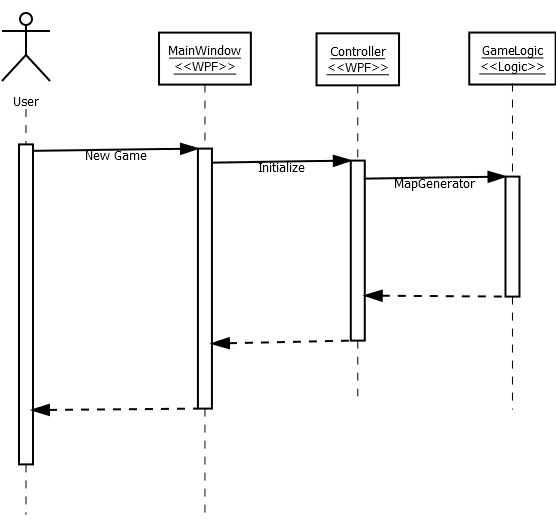 MainWindow
<<WPF>>
Controller
<<WPF>>
GameLogic
<<Logic>>
User
New Game
Initialize
MapGenerator